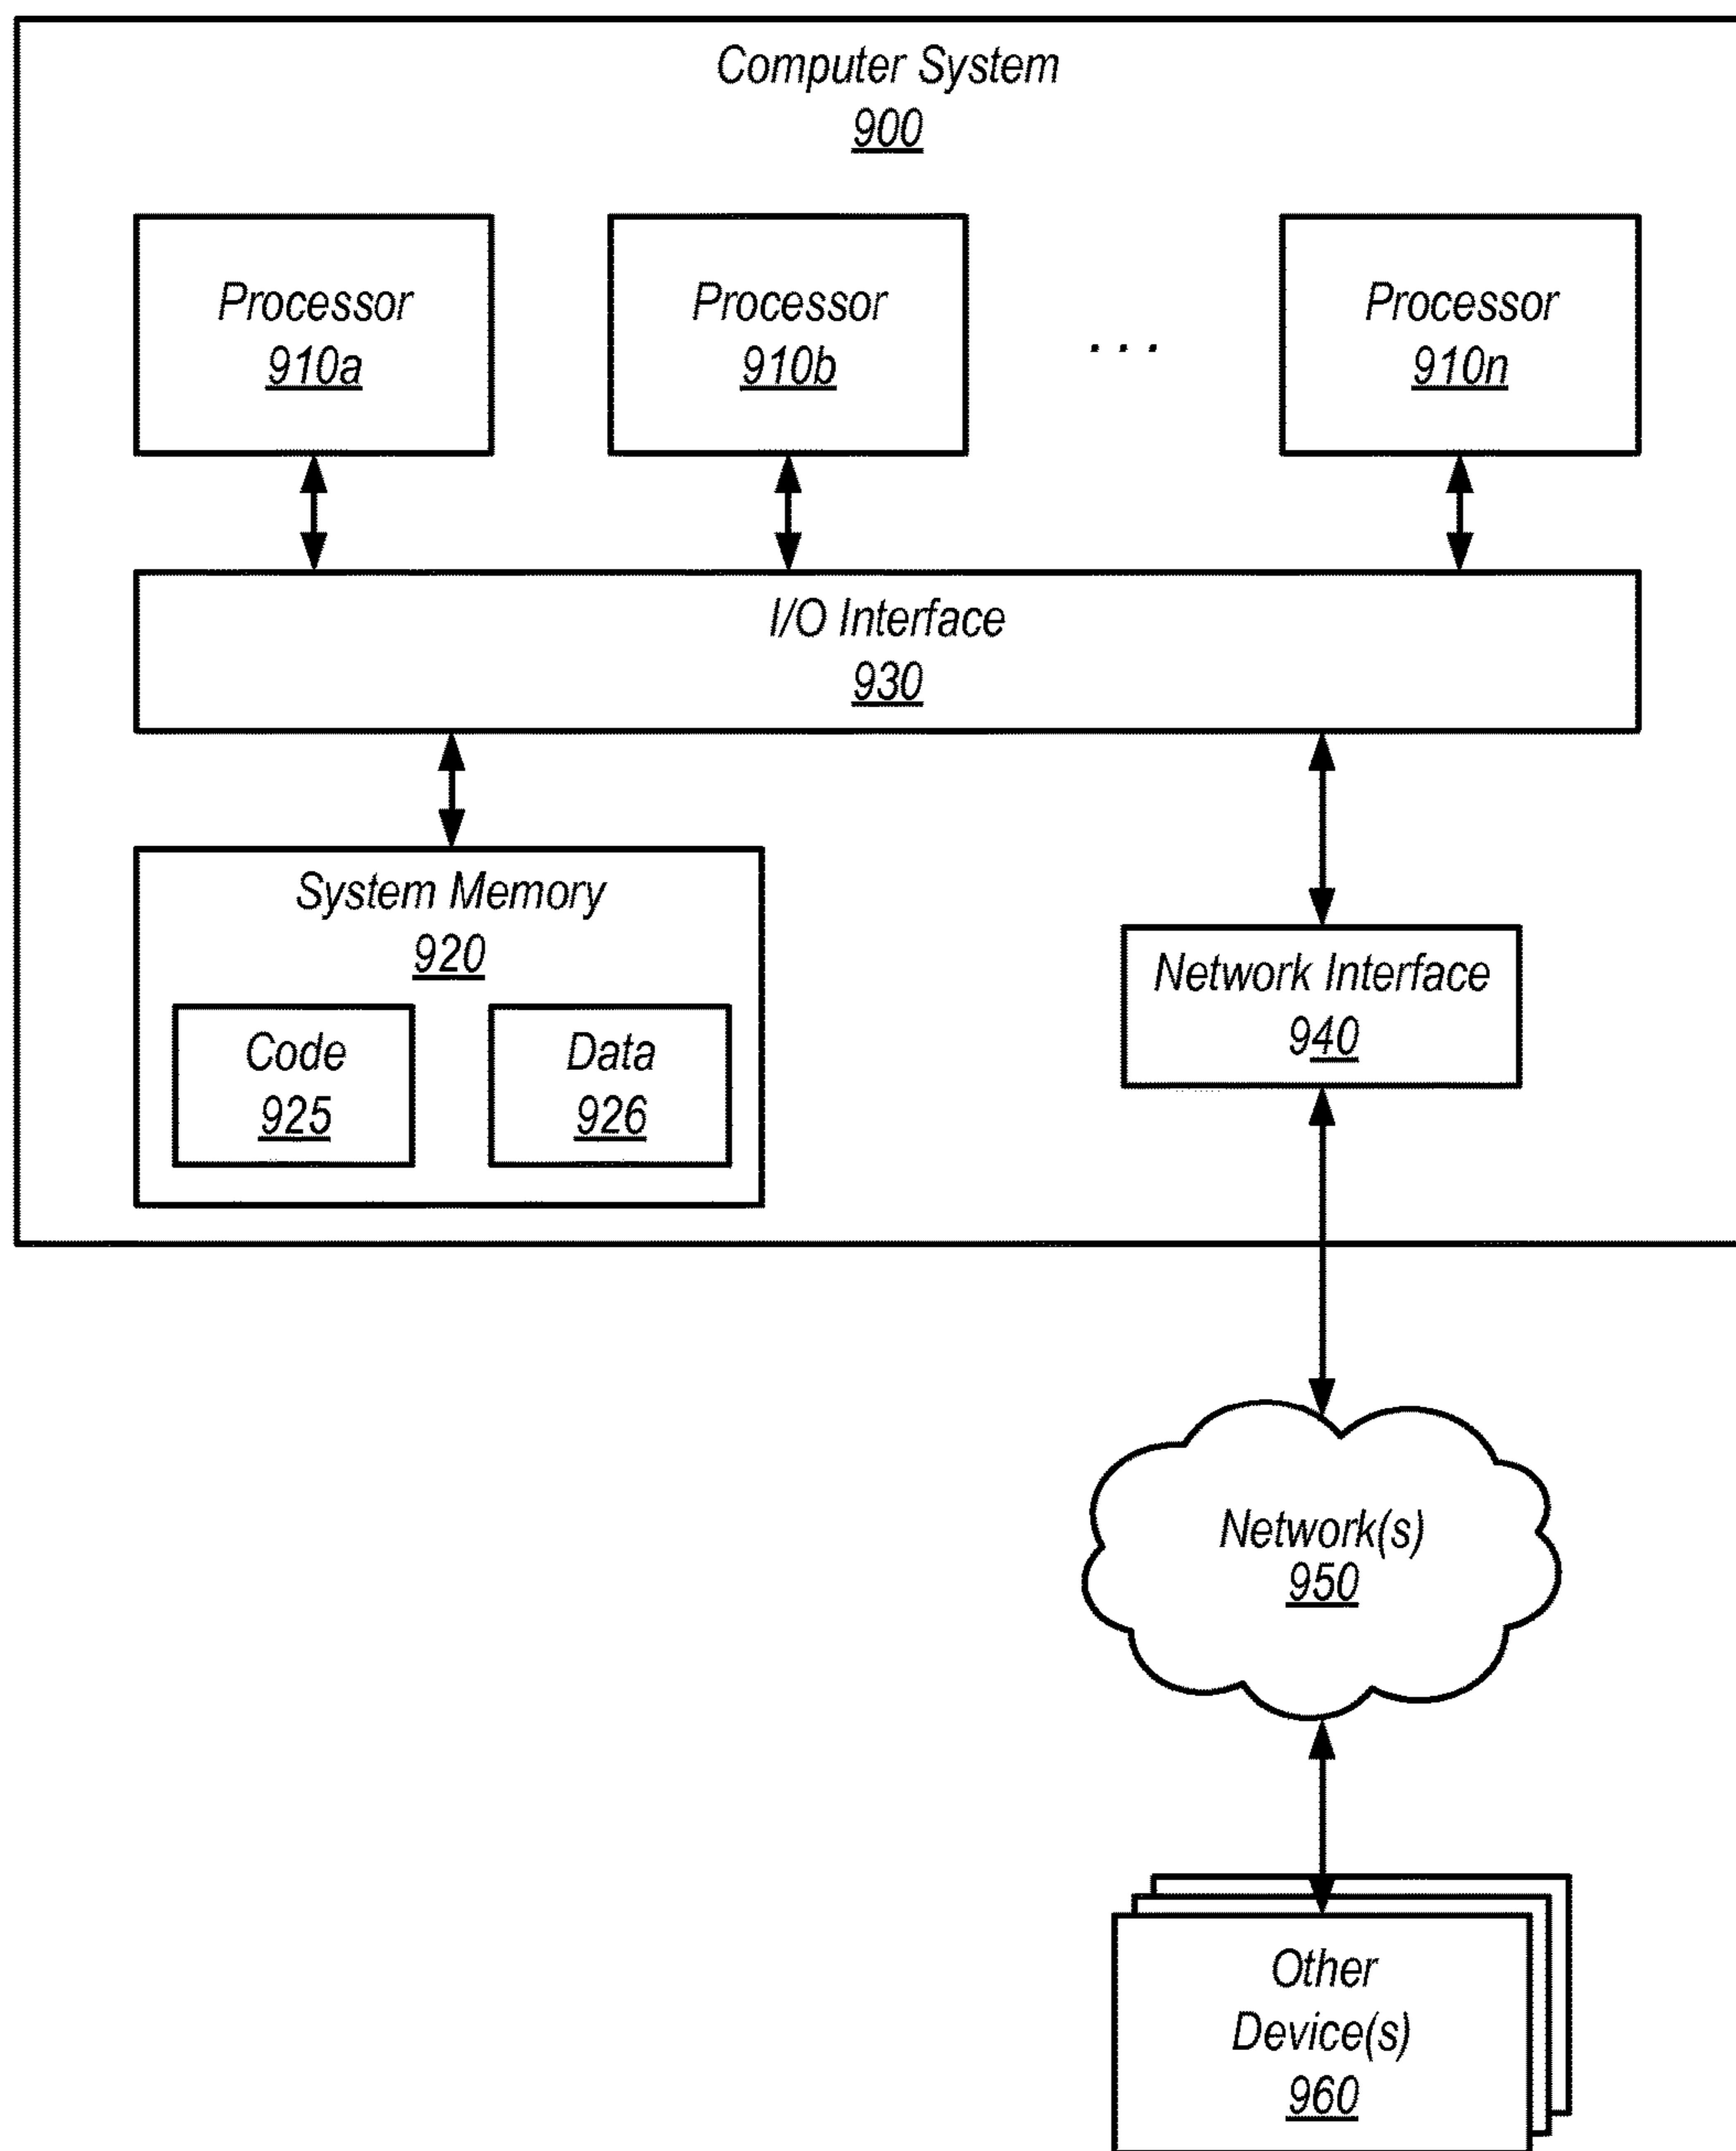 Computer System
900
Processor
910a
Processor
910b
. . .
Processor
910n
I/O Interface
930
System Memory
920
Code
925
Data
926
Network Interface
940
Network(s)
950
Other
Device(s)
960